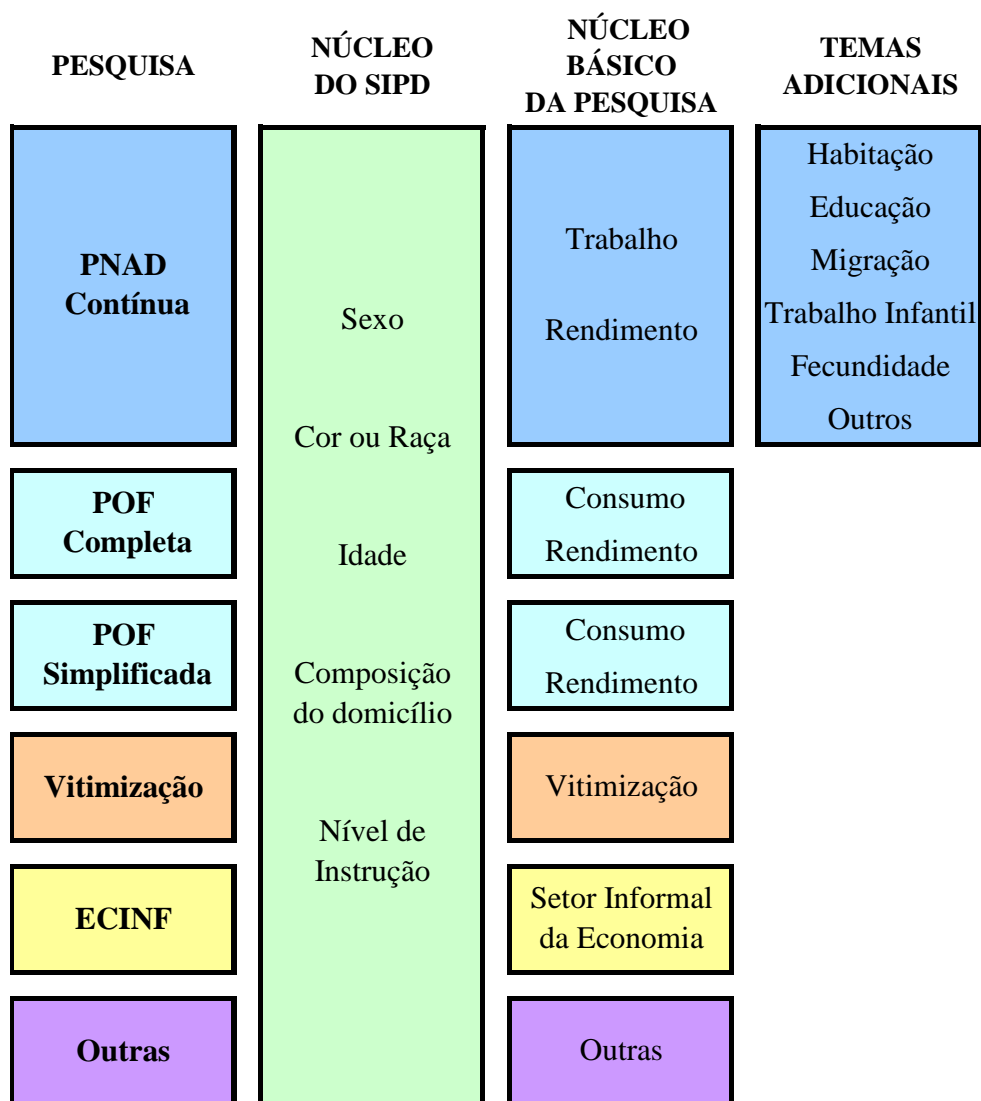 PESQUISA
NÚCLEO
DO SIPD
NÚCLEO
BÁSICO
DA PESQUISA
TEMAS
ADICIONAIS
PNAD
Contínua
POF
Completa
POF
Simplificada
Vitimização
ECINF
Outras
Sexo
Cor ou Raça
Idade
Composição
do domicílio
Nível de
Instrução
Trabalho
Rendimento
Consumo
Rendimento
Consumo
Rendimento
Vitimização
Setor Informal
da Economia
Outras
Habitação
Educação
Migração
Trabalho Infantil
Fecundidade
Outros